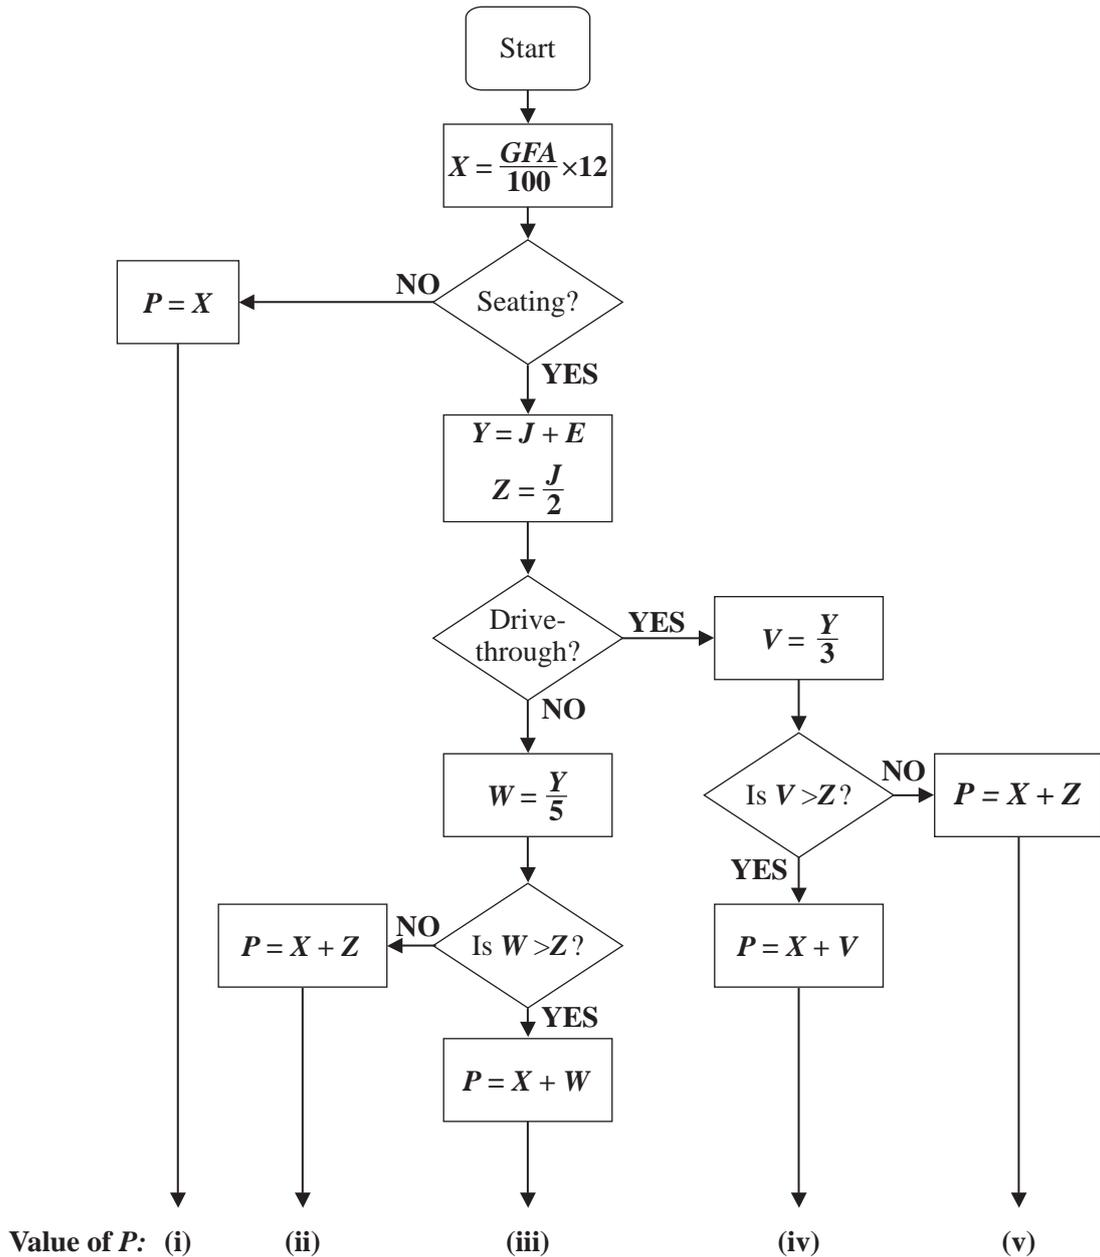 Start
X = GFA/100 ×12
NO
Seating?
P = X
YES
Y = J + E
Z = J/2
Drive-
through?
YES
V = Y/3
NO
W = Y/5
Is V >Z?
NO
P = X + Z
YES
P = X + Z
NO
Is W >Z?
P = X + V
YES
P = X + W
Value of P: (i) (ii) (iii) (iv) (v)